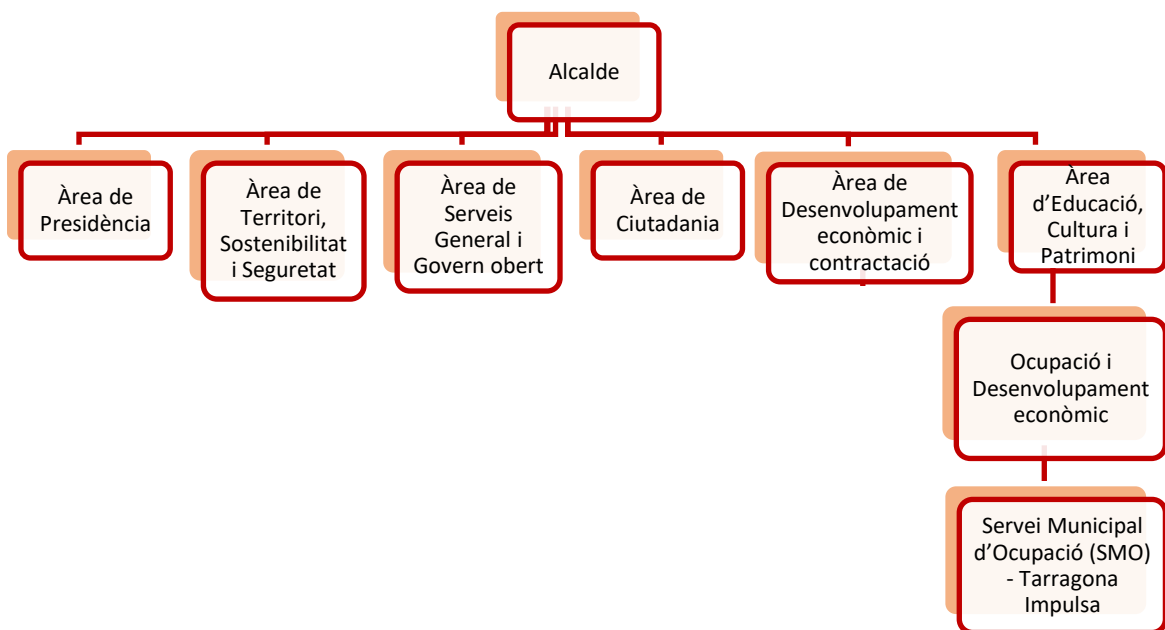 Alcalde
Àrea de
Presidència
Àrea de
Territori,
Sostenibilitat
i Seguretat
Àrea de
Serveis
General i
Govern obert
Àrea de
Ciutadania
Àrea de
Desenvolupament
econòmic i
contractació
Àrea
d’Educació,
Cultura i
Patrimoni
Ocupació i
Desenvolupament
econòmic
Servei Municipal
d’Ocupació (SMO)
- Tarragona
Impulsa